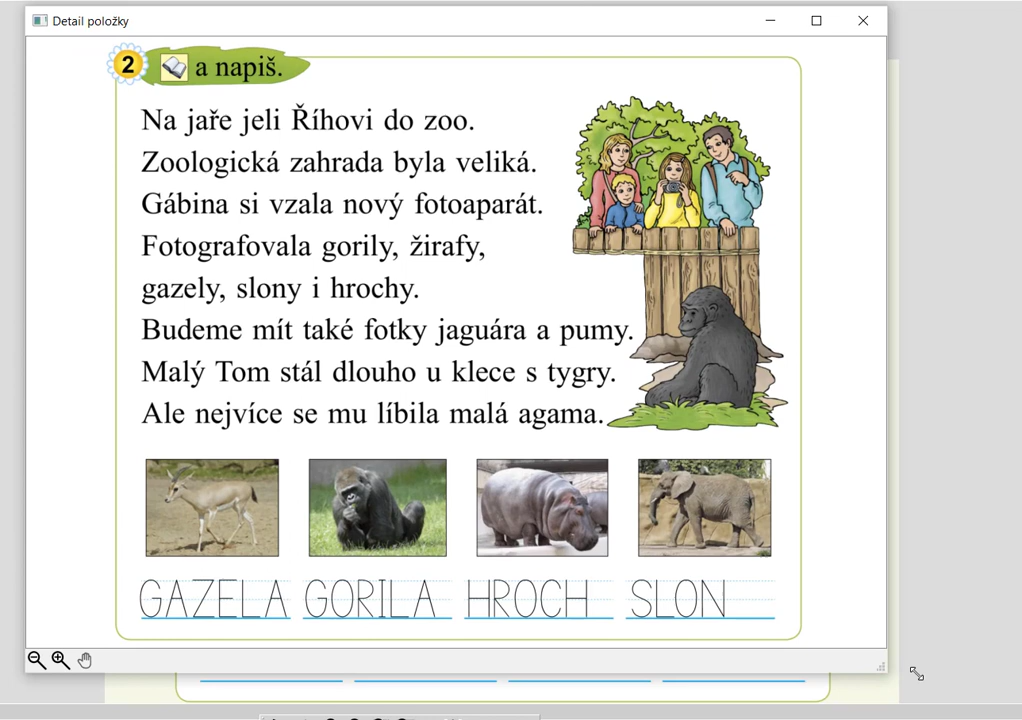 Detail položky
2 a napiš.
Na jaře jeli Říhovi do zoo.
Zoologická zahrada byla veliká.
Gábina si vzala nový fotoaparát.
Fotografovala gorily, žirafy,
gazely, slony i hrochy.
Budeme mít také fotky jaguára a pumy.
Malý Tom stál dlouho u klece s tygry.
Ale nejvíce se mu líbila malá agama.
GAZELA GORILA HROCH SLON